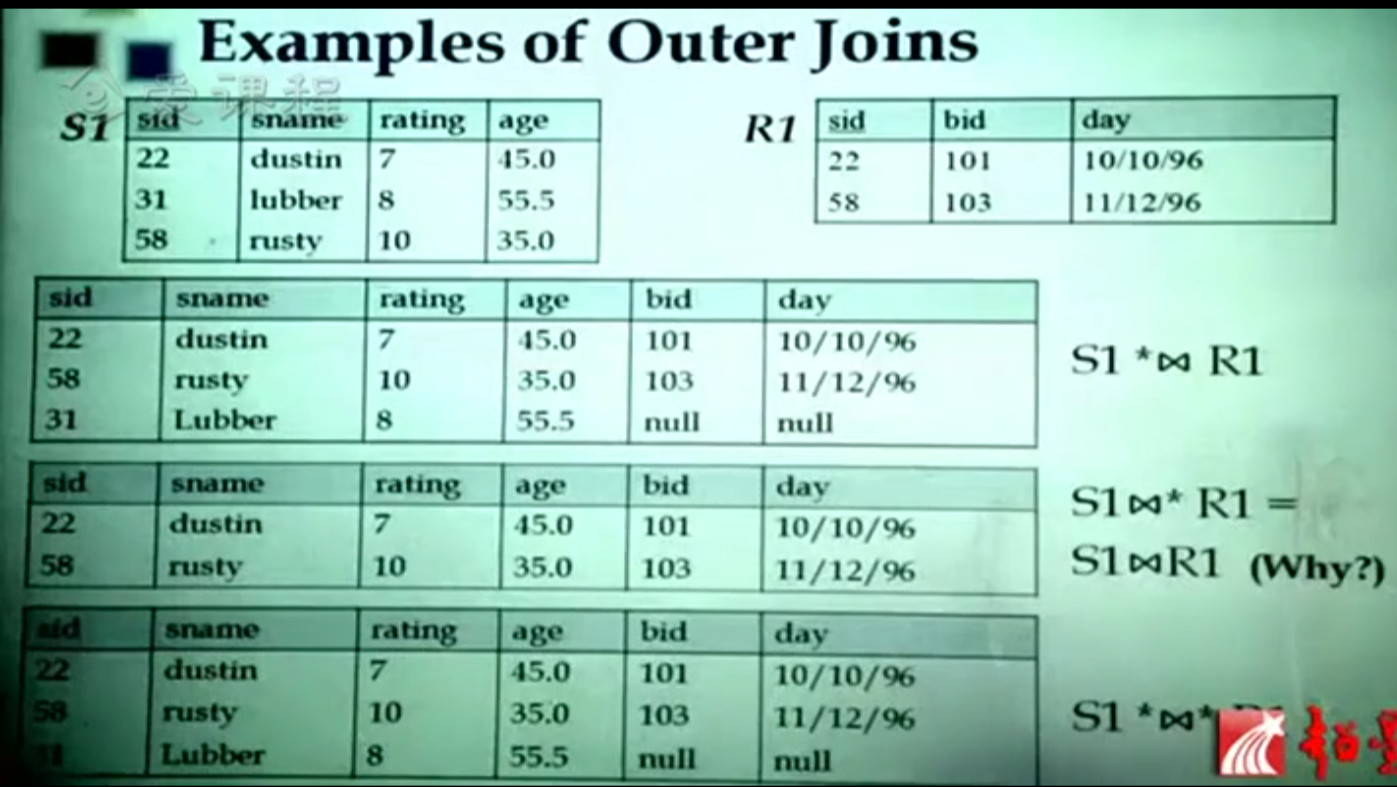 Examples of Outer Joins
爱课程
S1
sid sname rating age
22 dustin 7 45.0
31 lubber 8 55.5
58 rusty 10 35.0
R1
sid bid day
22 101 10/10/96
58 103 11/12/96
sid sname rating age bid day
22 dustin 7 45.0 101 10/10/96
58 rusty 10 35.0 103 11/12/96
31 Lubber 8 55.5 null null
S1 *⋈ R1
sid sname rating age bid day
22 dustin 7 45.0 101 10/10/96
58 rusty 10 35.0 103 11/12/96
S1⋈* R1 =
S1⋈R1 (Why?)
sid sname rating age bid day
22 dustin 7 45.0 101 10/10/96
58 rusty 10 35.0 103 11/12/96
Lubber 8 55.5 null null
S1 *⋈*